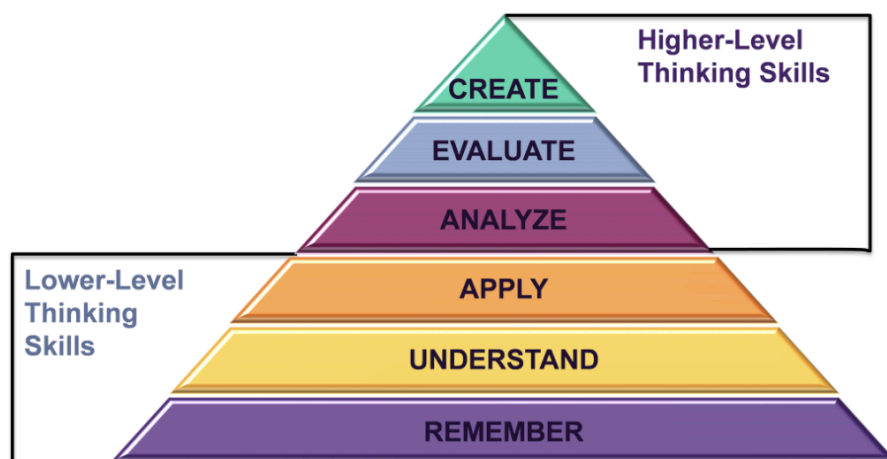 Higher-Level
Thinking Skills
CREATE
EVALUATE
ANALYZE
Lower-Level
Thinking
Skills
APPLY
UNDERSTAND
REMEMBER